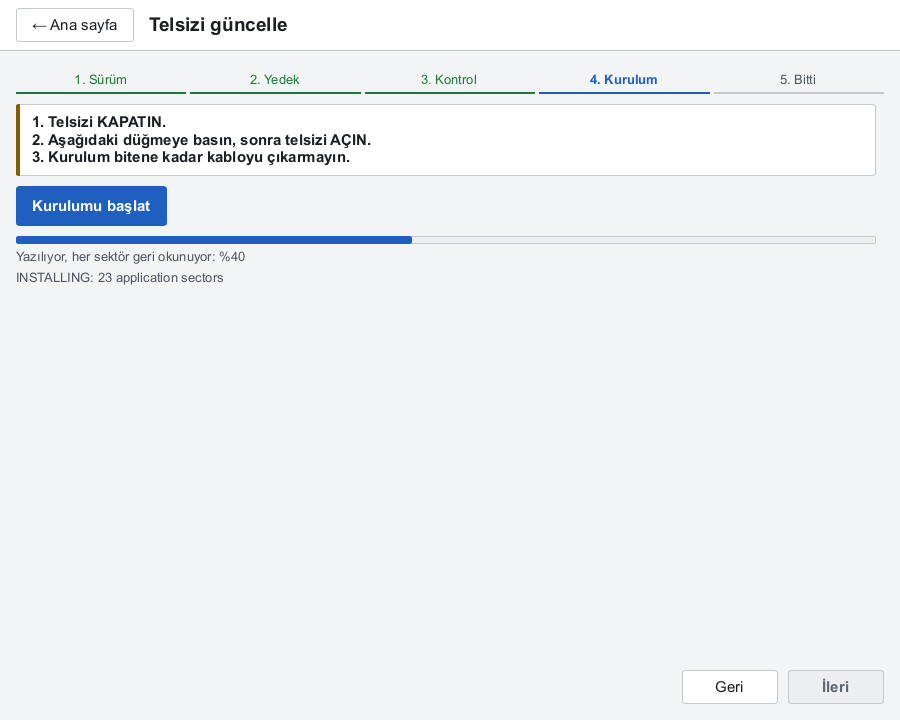 ← Ana sayfa
Telsizi güncelle
1. Sürüm
2. Yedek
3. Kontrol
4. Kurulum
5. Bitti
1. Telsizi KAPATIN.
2. Aşağıdaki düğmeye basın, sonra telsizi AÇIN.
3. Kurulum bitene kadar kabloyu çıkarmayın.
Kurulumu başlat
Yazılıyor, her sektör geri okunuyor: %40
INSTALLING: 23 application sectors
Geri
İleri